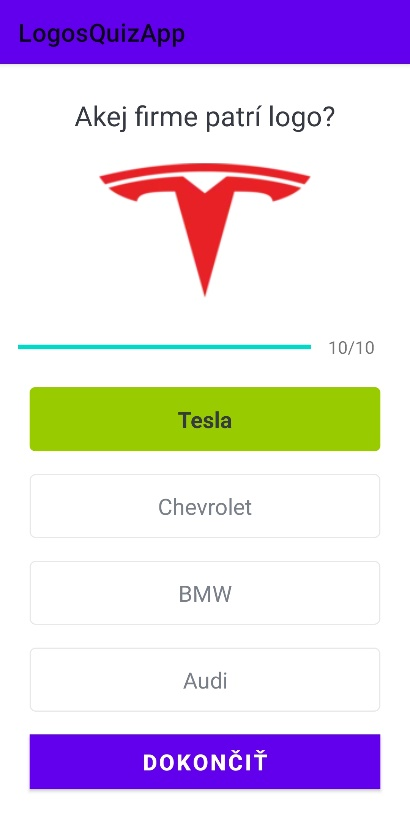 LogosQuizApp
Akej firme patrí logo?
10/10
Tesla
Chevrolet
BMW
Audi
DOKONČIŤ